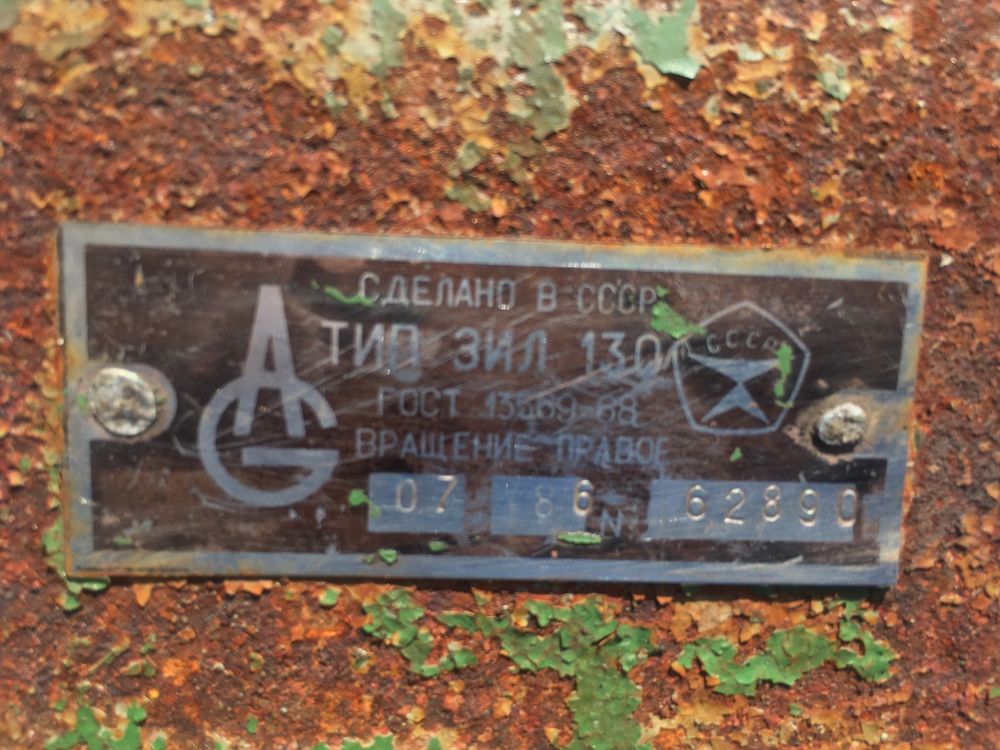 СДЕЛАНО В СССР
ТИП ЗИЛ 130
СССР
ГОСТ 13569-68
ВРАЩЕНИЕ ПРАВОЕ
07 86 N 62890